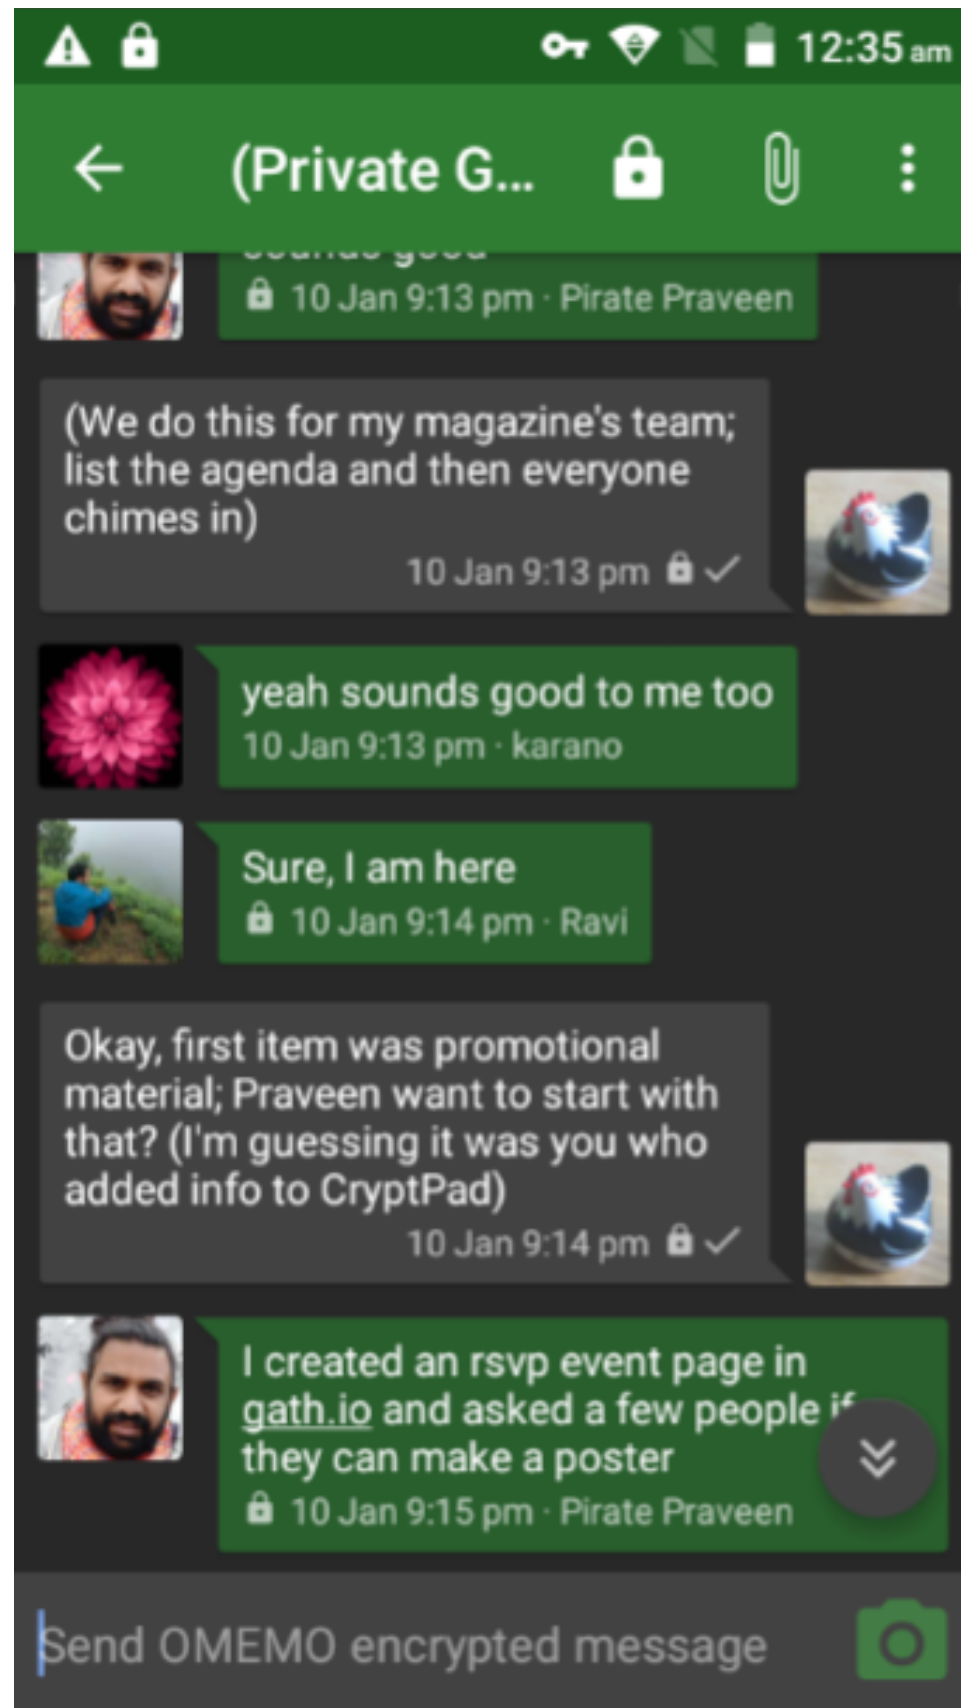 12:35 am
(Private G...
sounds good
10 Jan 9:13 pm · Pirate Praveen
(We do this for my magazine's team;
list the agenda and then everyone
chimes in)
10 Jan 9:13 pm
yeah sounds good to me too
10 Jan 9:13 pm · karano
Sure, I am here
10 Jan 9:14 pm · Ravi
Okay, first item was promotional
material; Praveen want to start with
that? (I'm guessing it was you who
added info to CryptPad)
10 Jan 9:14 pm
I created an rsvp event page in
gath.io and asked a few people if
they can make a poster
10 Jan 9:15 pm · Pirate Praveen
Send OMEMO encrypted message